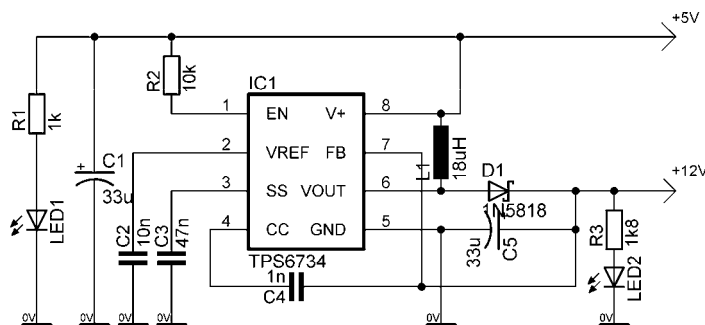 +5V
R1
1k
LED1
+
C1
33u
R2
10k
IC1
1
EN
V+
8
2
VREF
FB
7
3
SS
VOUT
6
4
CC
GND
5
TPS6734
C2
10n
C3
47n
1n
C4
L1
18uH
D1
1N5818
+12V
33u
C5
R3
1k8
LED2
0V
0V
0V
0V
0V
0V